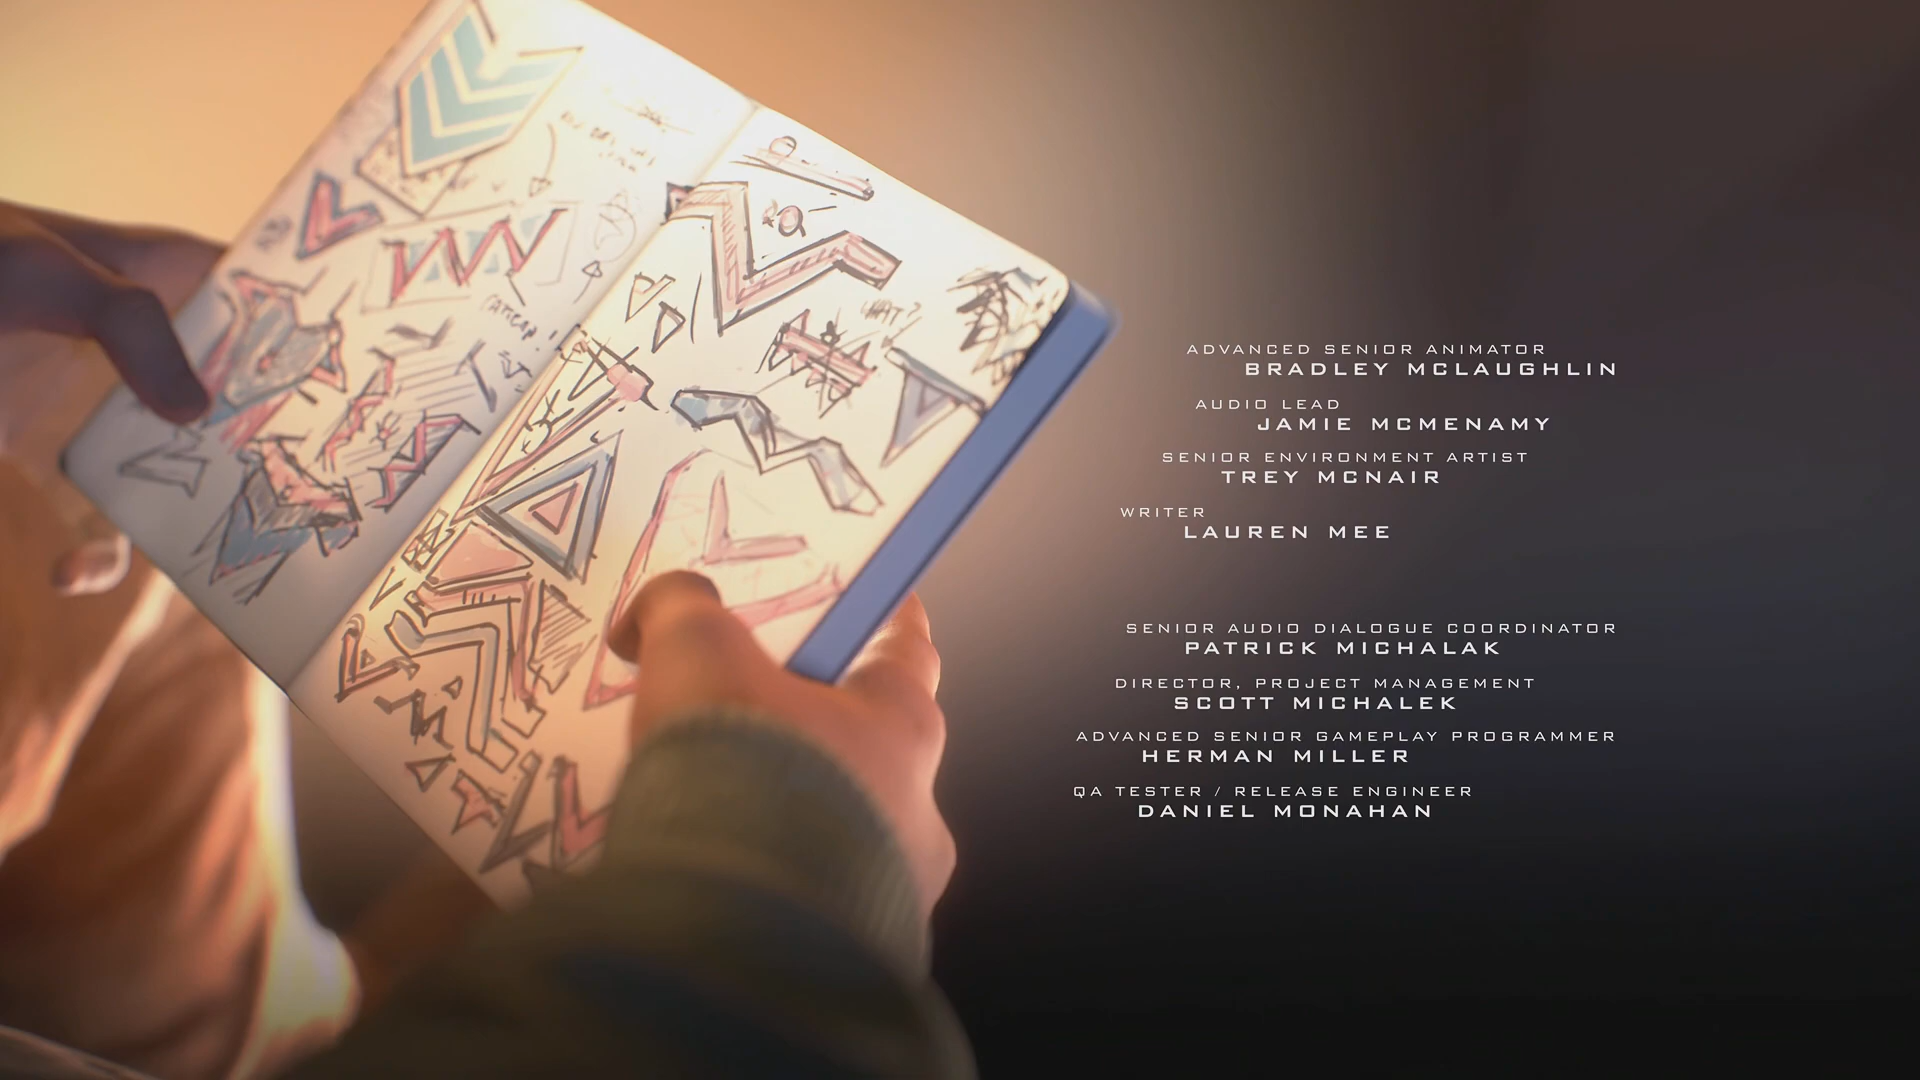 WHAT?
ADVANCED SENIOR ANIMATOR
BRADLEY MCLAUGHLIN
AUDIO LEAD
JAMIE MCMENAMY
SENIOR ENVIRONMENT ARTIST
TREY MCNAIR
WRITER
LAUREN MEE
SENIOR AUDIO DIALOGUE COORDINATOR
PATRICK MICHALAK
DIRECTOR, PROJECT MANAGEMENT
SCOTT MICHALEK
ADVANCED SENIOR GAMEPLAY PROGRAMMER
HERMAN MILLER
QA TESTER / RELEASE ENGINEER
DANIEL MONAHAN